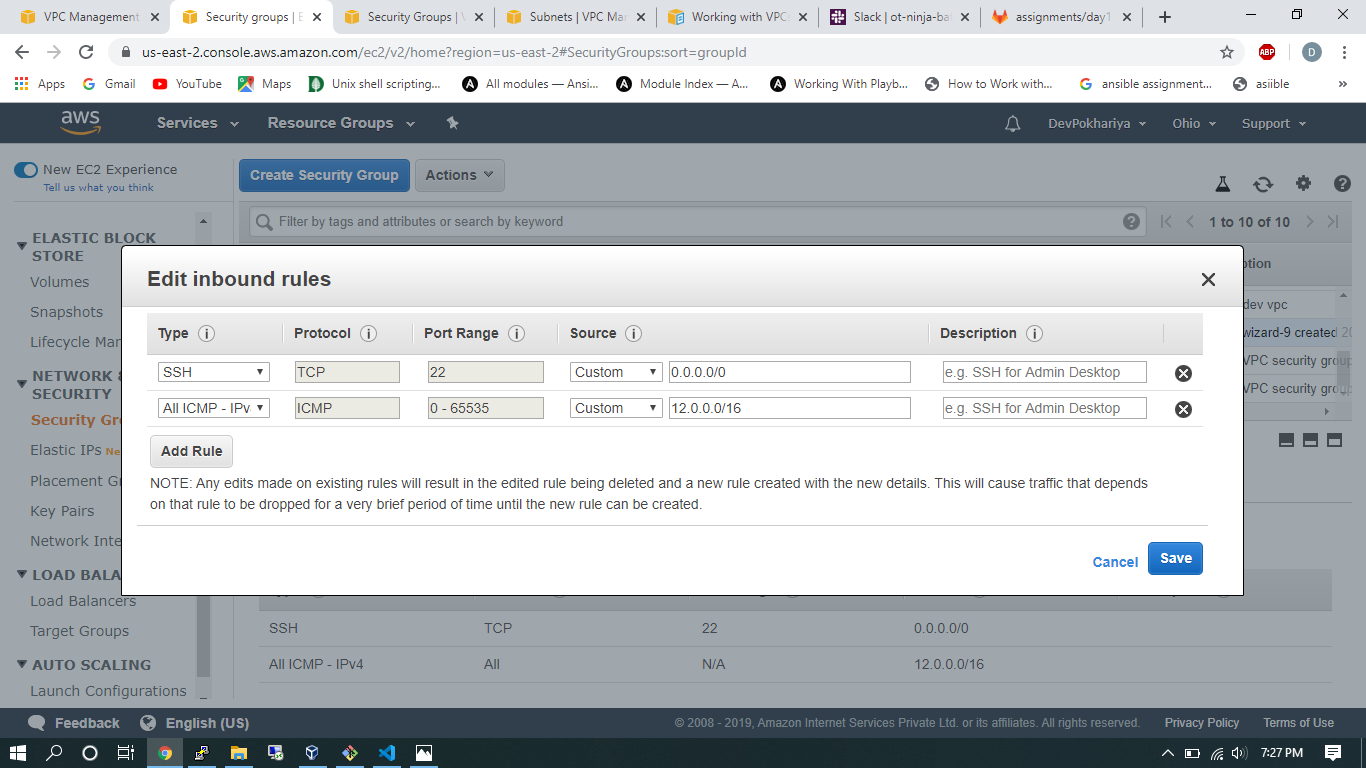 VPC Management
Security groups | E
Security Groups | V
Subnets | VPC Ma
Working with VPC
Slack | ot-ninja-ba
assignments/day1
us-east-2.console.aws.amazon.com/ec2/v2/home?region=us-east-2#SecurityGroups:sort=groupId
ABP
D
Apps
Gmail
YouTube
Maps
Unix shell scripting...
All modules — Ansi...
Module Index — A...
Working With Playb...
How to Work with...
ansible assignment...
asiible
aws
Services
Resource Groups
DevPokhariya
Ohio
Support
New EC2 Experience
Tell us what you think
Create Security Group
Actions
Filter by tags and attributes or search by keyword
1 to 10 of 10
ELASTIC BLOCK
STORE
Volumes
Snapshots
Lifecycle Mar
NETWORK &
SECURITY
Security Gr
Elastic IPs Ne
Placement G
Key Pairs
Network Inte
LOAD BALA
Load Balancers
Target Groups
AUTO SCALING
Launch Configurations
ption
dev vpc
wizard-9 created 20
VPC security group
VPC security group
Edit inbound rules
Type Protocol Port Range Source Description
SSH TCP 22 Custom 0.0.0.0/0 e.g. SSH for Admin Desktop
All ICMP - IPv ICMP 0 - 65535 Custom 12.0.0.0/16 e.g. SSH for Admin Desktop
Add Rule
NOTE: Any edits made on existing rules will result in the edited rule being deleted and a new rule created with the new details. This will cause traffic that depends
on that rule to be dropped for a very brief period of time until the new rule can be created.
Cancel
Save
SSH TCP 22 0.0.0.0/0
All ICMP - IPv4 All N/A 12.0.0.0/16
Feedback
English (US)
© 2008 - 2019, Amazon Internet Services Private Ltd. or its affiliates. All rights reserved.
Privacy Policy
Terms of Use
7:27 PM